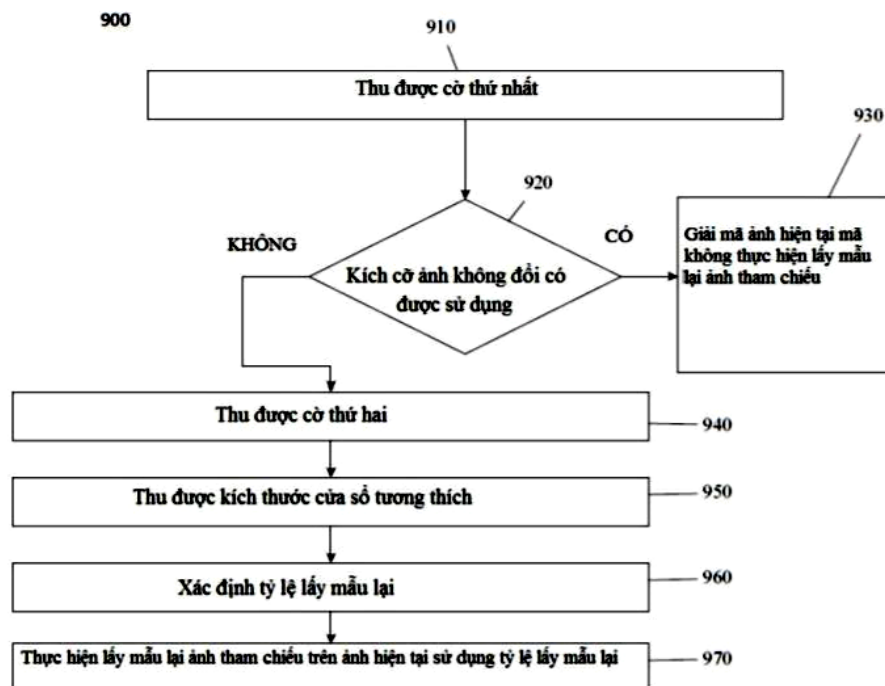 900
910
Thu được cờ thứ nhất
930
920
KHÔNG
CÓ
Giải mã ảnh hiện tại mã
không thực hiện lấy mẫu
lại ảnh tham chiếu
Kích cỡ ảnh không đổi có
được sử dụng
Thu được cờ thứ hai
940
Thu được kích thước cửa sổ tương thích
950
Xác định tỷ lệ lấy mẫu lại
960
Thực hiện lấy mẫu lại ảnh tham chiếu trên ảnh hiện tại sử dụng tỷ lệ lấy mẫu lại
970